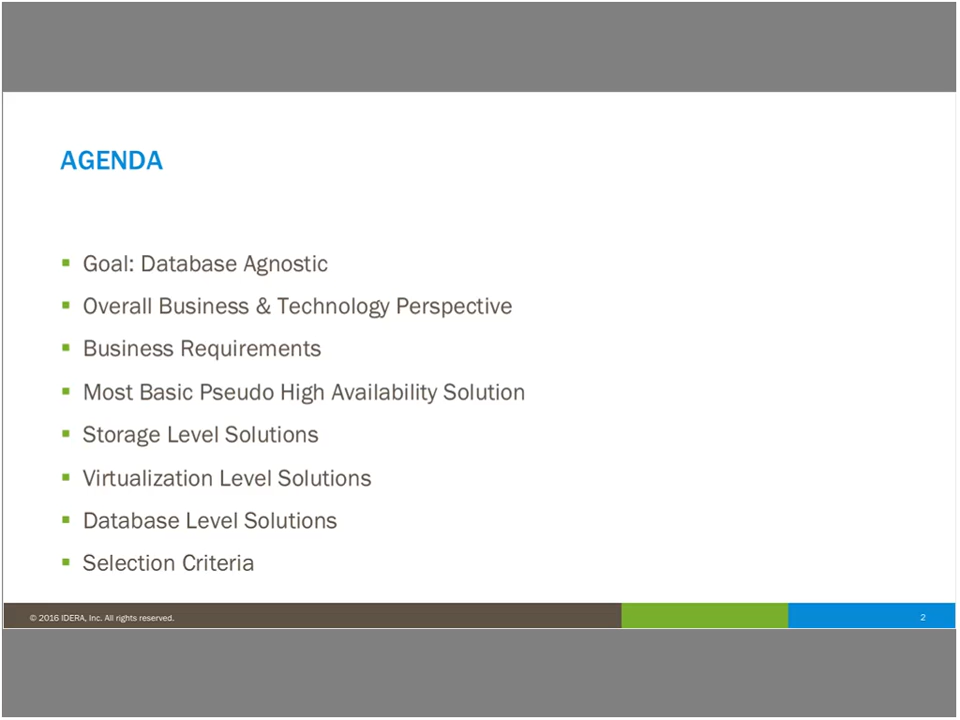 AGENDA
▪ Goal: Database Agnostic
▪ Overall Business & Technology Perspective
▪ Business Requirements
▪ Most Basic Pseudo High Availability Solution
▪ Storage Level Solutions
▪ Virtualization Level Solutions
▪ Database Level Solutions
▪ Selection Criteria
© 2016 IDERA, Inc. All rights reserved.
2